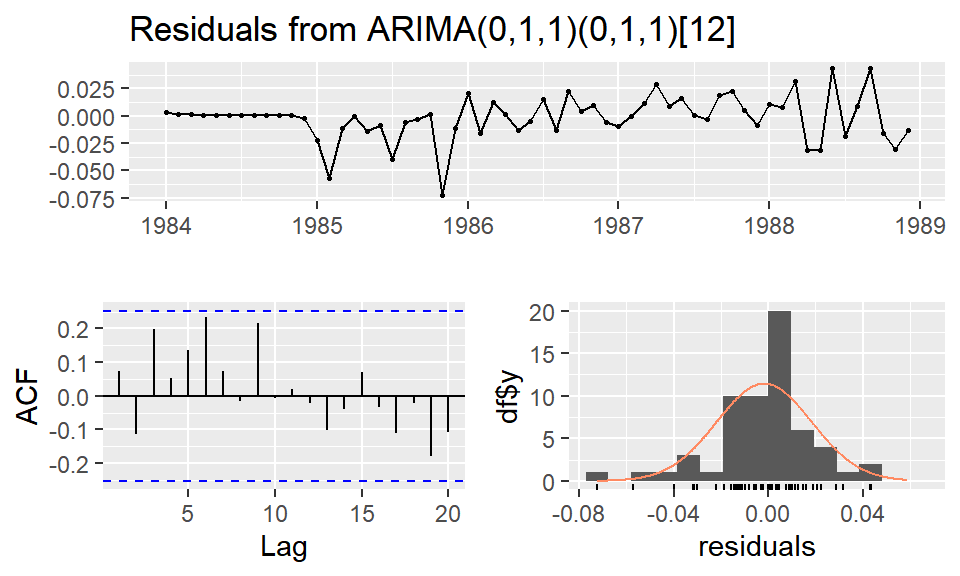 Residuals from ARIMA(0,1,1)(0,1,1)[12]
0.025
0.000
-0.025
-0.050
-0.075
1984 1985 1986 1987 1988 1989
ACF
0.2
0.1
0.0
-0.1
-0.2
5 10 15 20
Lag
df$y
20
15
10
5
0
-0.08 -0.04 0.00 0.04
residuals